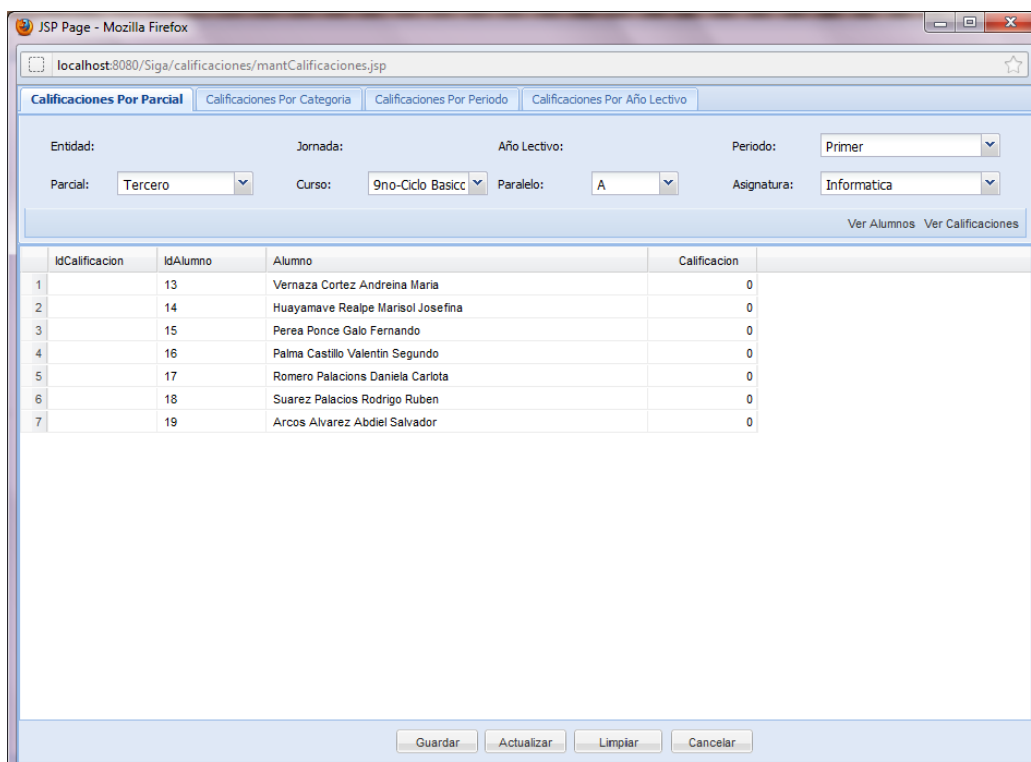 JSP Page - Mozilla Firefox
localhost:8080/Siga/calificaciones/mantCalificaciones.jsp
Calificaciones Por Parcial Calificaciones Por Categoria Calificaciones Por Periodo Calificaciones Por Año Lectivo
Entidad: Jornada: Año Lectivo: Periodo: Primer
Parcial: Tercero Curso: 9no-Ciclo Basicc Paralelo: A Asignatura: Informatica
Ver Alumnos Ver Calificaciones
IdCalificacion IdAlumno Alumno Calificacion
1 13 Vernaza Cortez Andreina Maria 0
2 14 Huayamave Realpe Marisol Josefina 0
3 15 Perea Ponce Galo Fernando 0
4 16 Palma Castillo Valentin Segundo 0
5 17 Romero Palacions Daniela Carlota 0
6 18 Suarez Palacios Rodrigo Ruben 0
7 19 Arcos Alvarez Abdiel Salvador 0
Guardar Actualizar Limpiar Cancelar